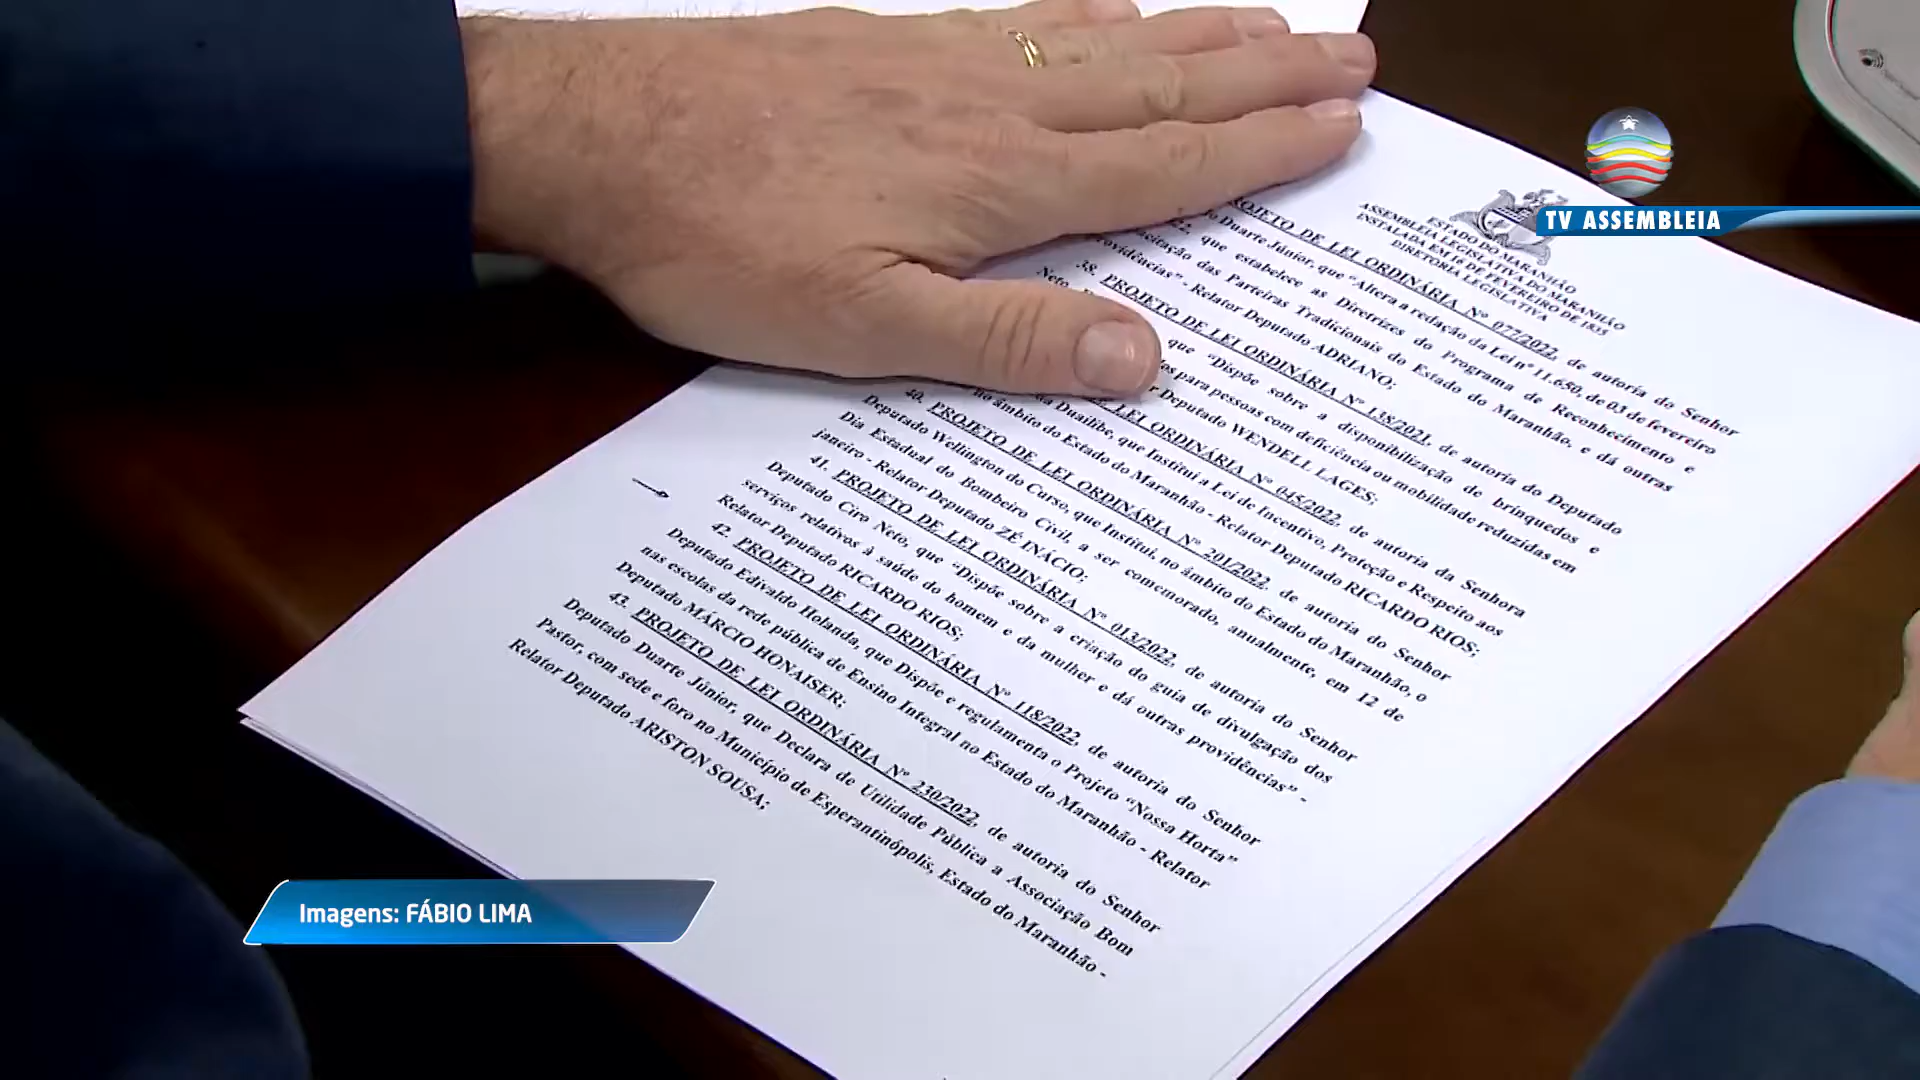 TV ASSEMBLEIA
ESTADO DO MARANHÃO
ASSEMBLEIA LEGISLATIVA DO MARANHÃO
INSTALADA EM 16 DE FEVEREIRO DE 1835
DIRETORIA LEGISLATIVA
PROJETO DE LEI ORDINÁRIA Nº 077/2022, de autoria do Senhor
Duarte Júnior, que "Altera a redação da Lei nº 11.650, de 03 de fevereiro
que estabelece as Diretrizes do Programa de Reconhecimento e
das Parteiras Tradicionais do Estado do Maranhão, e dá outras
providências" - Relator Deputado ADRIANO;
38. PROJETO DE LEI ORDINÁRIA Nº 138/2021, de autoria do Deputado
Neto, que "Dispõe sobre a disponibilização de brinquedos e
para pessoas com deficiência ou mobilidade reduzidas em
Deputado WENDELL LAGES;
LEI ORDINÁRIA Nº 045/2022, de autoria da Senhora
Duailibe, que Institui a Lei de Incentivo, Proteção e Respeito aos
no âmbito do Estado do Maranhão - Relator Deputado RICARDO RIOS;
40. PROJETO DE LEI ORDINÁRIA Nº 201/2022, de autoria do Senhor
Deputado Wellington do Curso, que Institui, no âmbito do Estado do Maranhão, o
Dia Estadual do Bombeiro Civil, a ser comemorado, anualmente, em 12 de
janeiro - Relator Deputado ZÉ INÁCIO;
41. PROJETO DE LEI ORDINÁRIA Nº 013/2022, de autoria do Senhor
Deputado Ciro Neto, que "Dispõe sobre a criação do guia de divulgação dos
serviços relativos à saúde do homem e da mulher e dá outras providências" -
Relator Deputado RICARDO RIOS;
42. PROJETO DE LEI ORDINÁRIA Nº 118/2022, de autoria do Senhor
Deputado Edivaldo Holanda, que Dispõe e regulamenta o Projeto "Nossa Horta"
nas escolas da rede pública de Ensino Integral no Estado do Maranhão - Relator
Deputado MÁRCIO HONAISER;
43. PROJETO DE LEI ORDINÁRIA Nº 230/2022, de autoria do Senhor
Deputado Duarte Júnior, que Declara de Utilidade Pública a Associação Bom
Pastor, com sede e foro no Município de Esperantinópolis, Estado do Maranhão -
Relator Deputado ARISTON SOUSA;
Imagens: FÁBIO LIMA